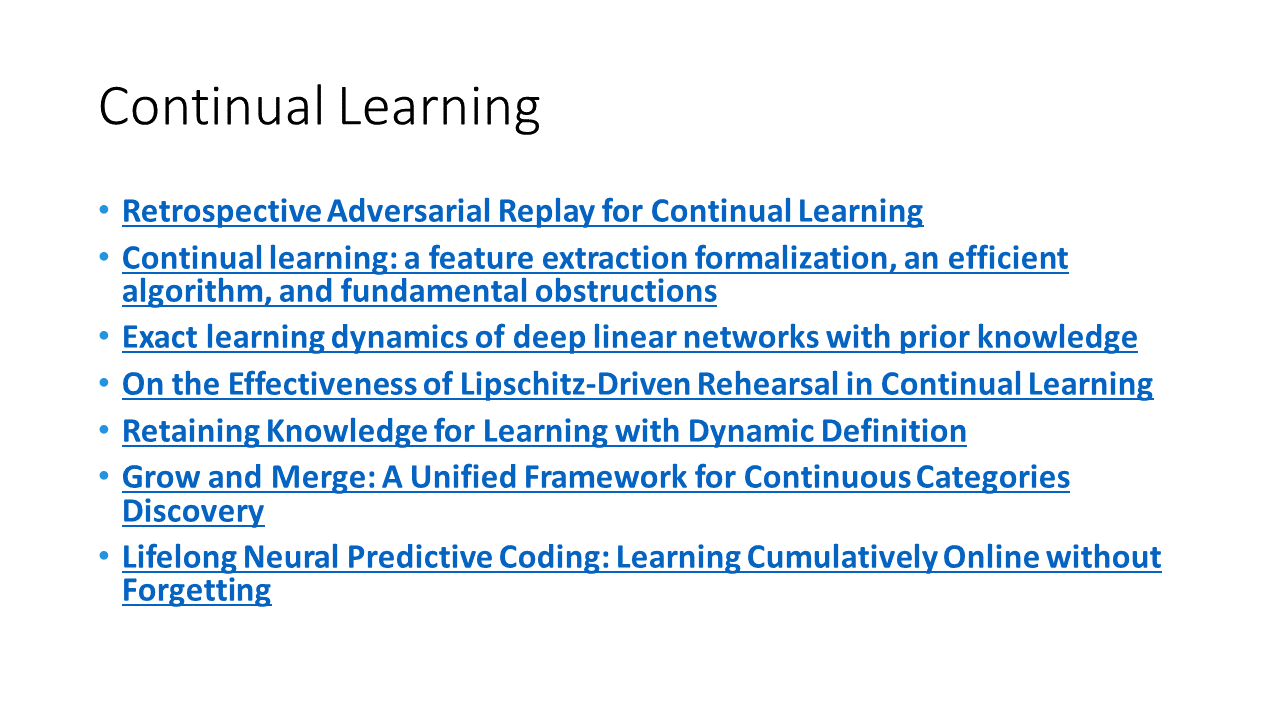 Continual Learning
• Retrospective Adversarial Replay for Continual Learning
• Continual learning: a feature extraction formalization, an efficient
algorithm, and fundamental obstructions
• Exact learning dynamics of deep linear networks with prior knowledge
• On the Effectiveness of Lipschitz-Driven Rehearsal in Continual Learning
• Retaining Knowledge for Learning with Dynamic Definition
• Grow and Merge: A Unified Framework for Continuous Categories
Discovery
• Lifelong Neural Predictive Coding: Learning Cumulatively Online without
Forgetting